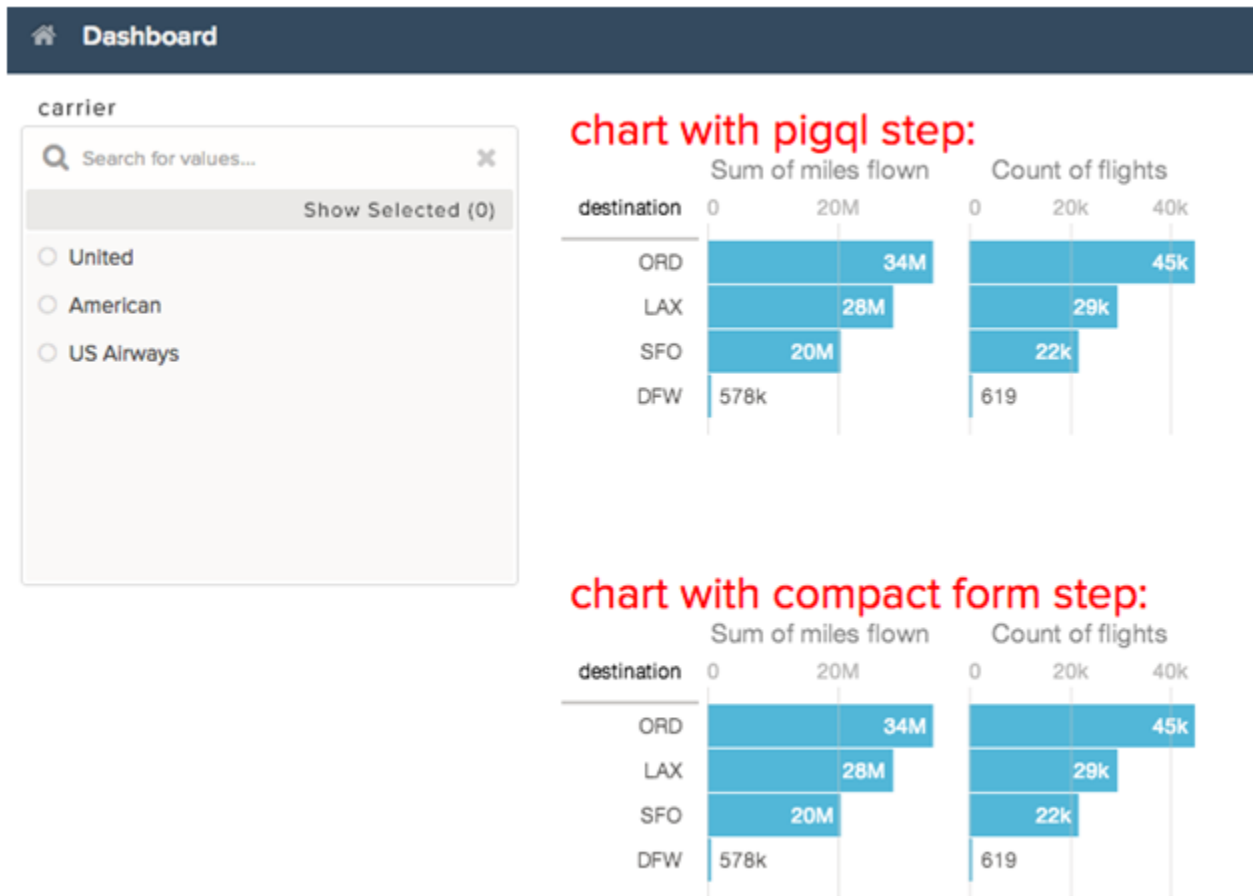 Dashboard
carrier
Search for values...
Show Selected (0)
United
American
US Airways
chart with pigql step:
Sum of miles flown Count of flights
destination 0 20M 0 20k 40k
ORD 34M 45k
LAX 28M 29k
SFO 20M 22k
DFW 578k 619
chart with compact form step:
Sum of miles flown Count of flights
destination 0 20M 0 20k 40k
ORD 34M 45k
LAX 28M 29k
SFO 20M 22k
DFW 578k 619